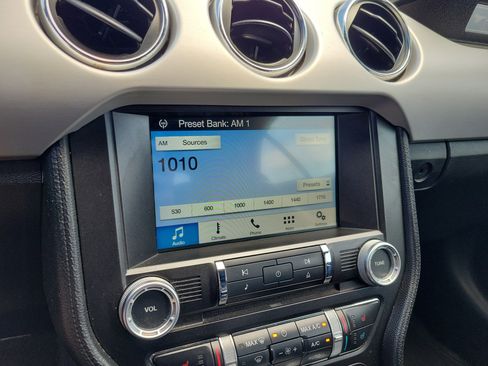 Preset Bank: AM 1
AM Sources
1010
Presets
530 600 1000 1400 1440 1710
Audio Climate Phone Apps Settings
VOL
TUNE
MAX MAX A/C
A/C